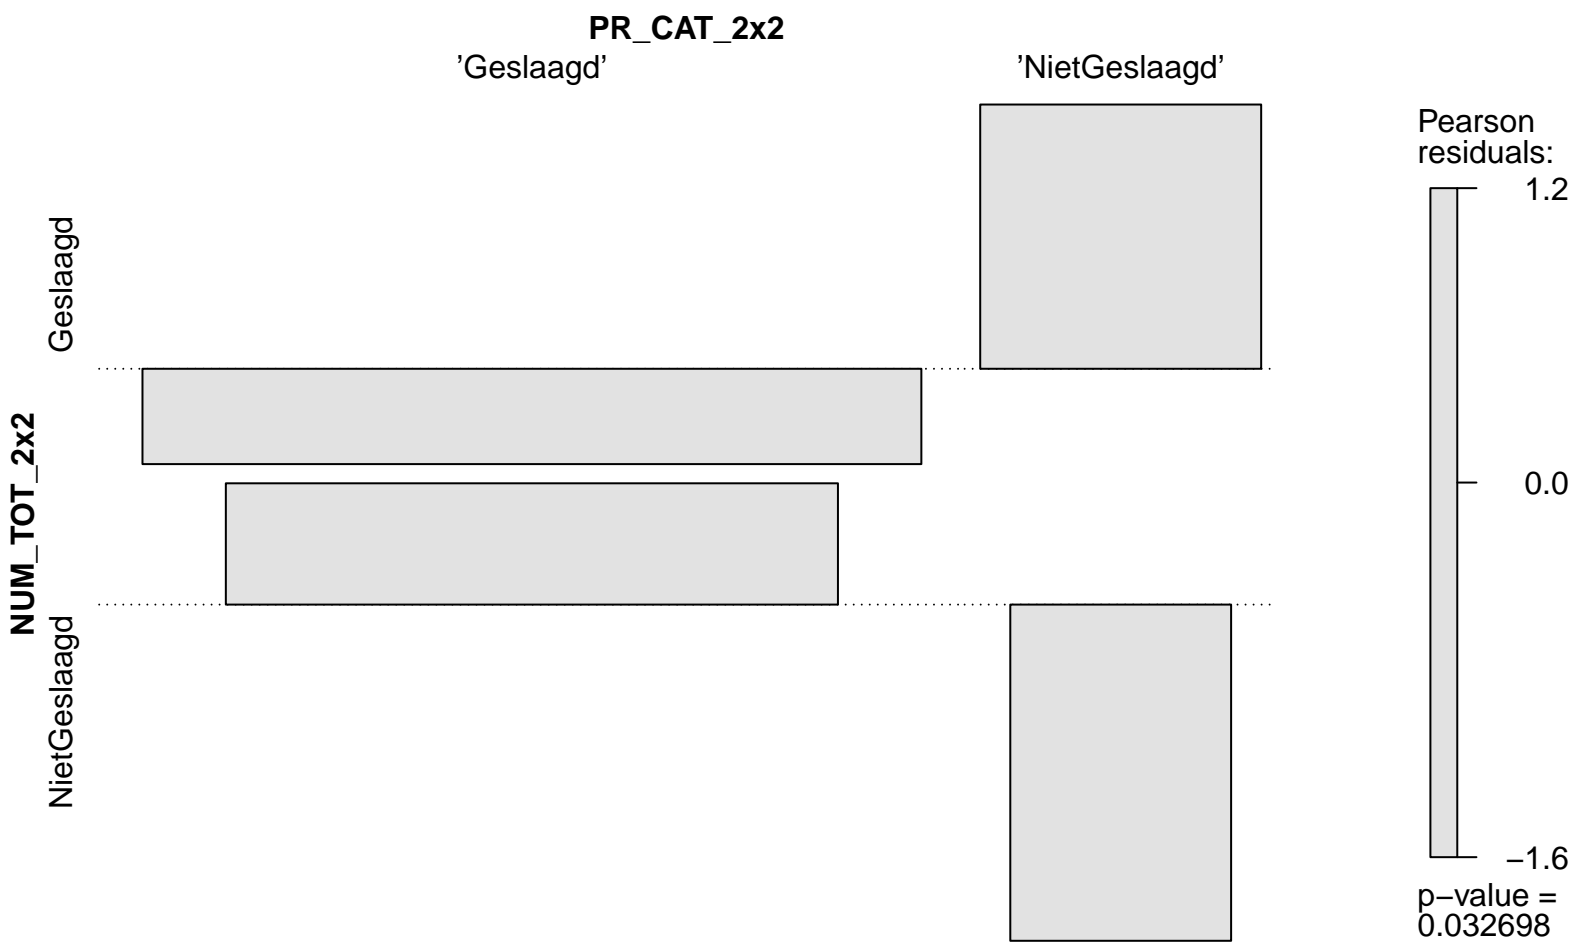 PR_CAT_2x2
’Geslaagd’ ’NietGeslaagd’
NUM_TOT_2x2
Geslaagd
NietGeslaagd
Pearson
residuals:
1.2
0.0
−1.6
p−value =
0.032698